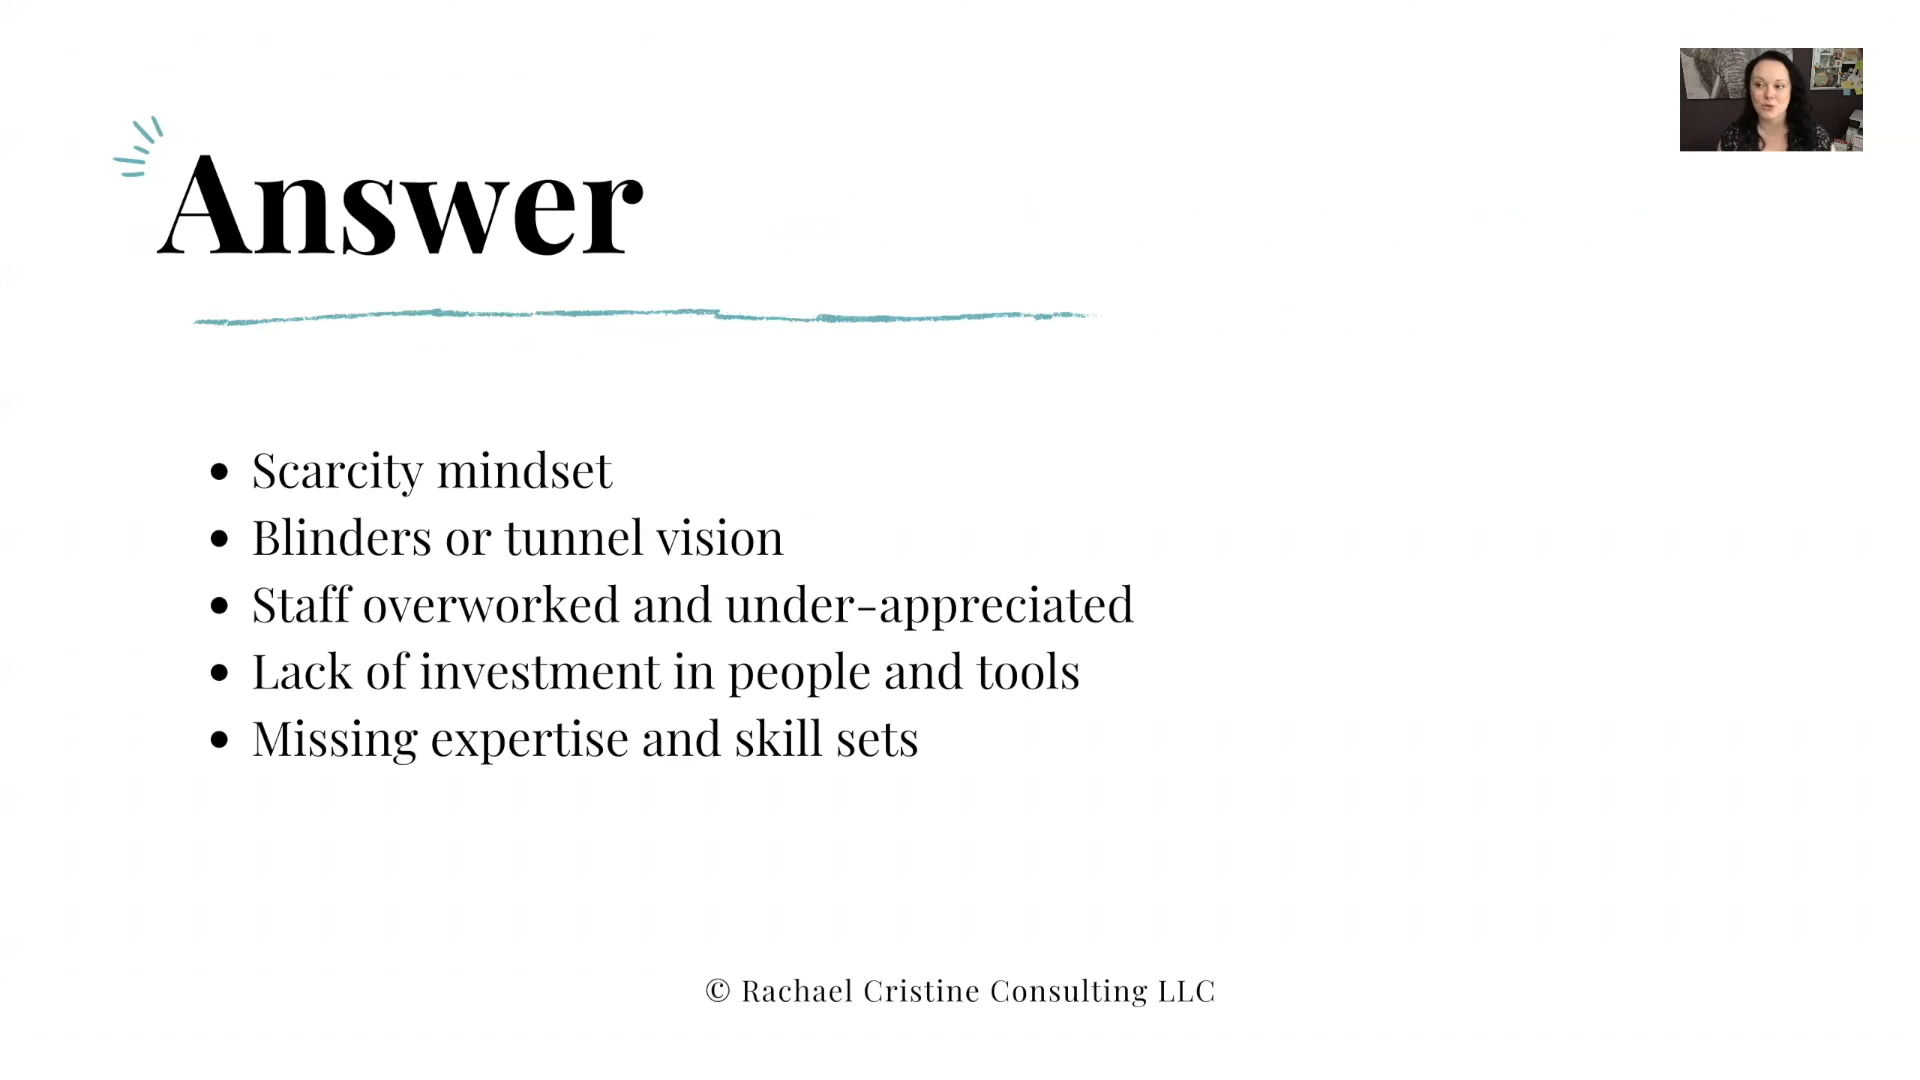 Answer
• Scarcity mindset
• Blinders or tunnel vision
• Staff overworked and under-appreciated
• Lack of investment in people and tools
• Missing expertise and skill sets
© Rachael Cristine Consulting LLC